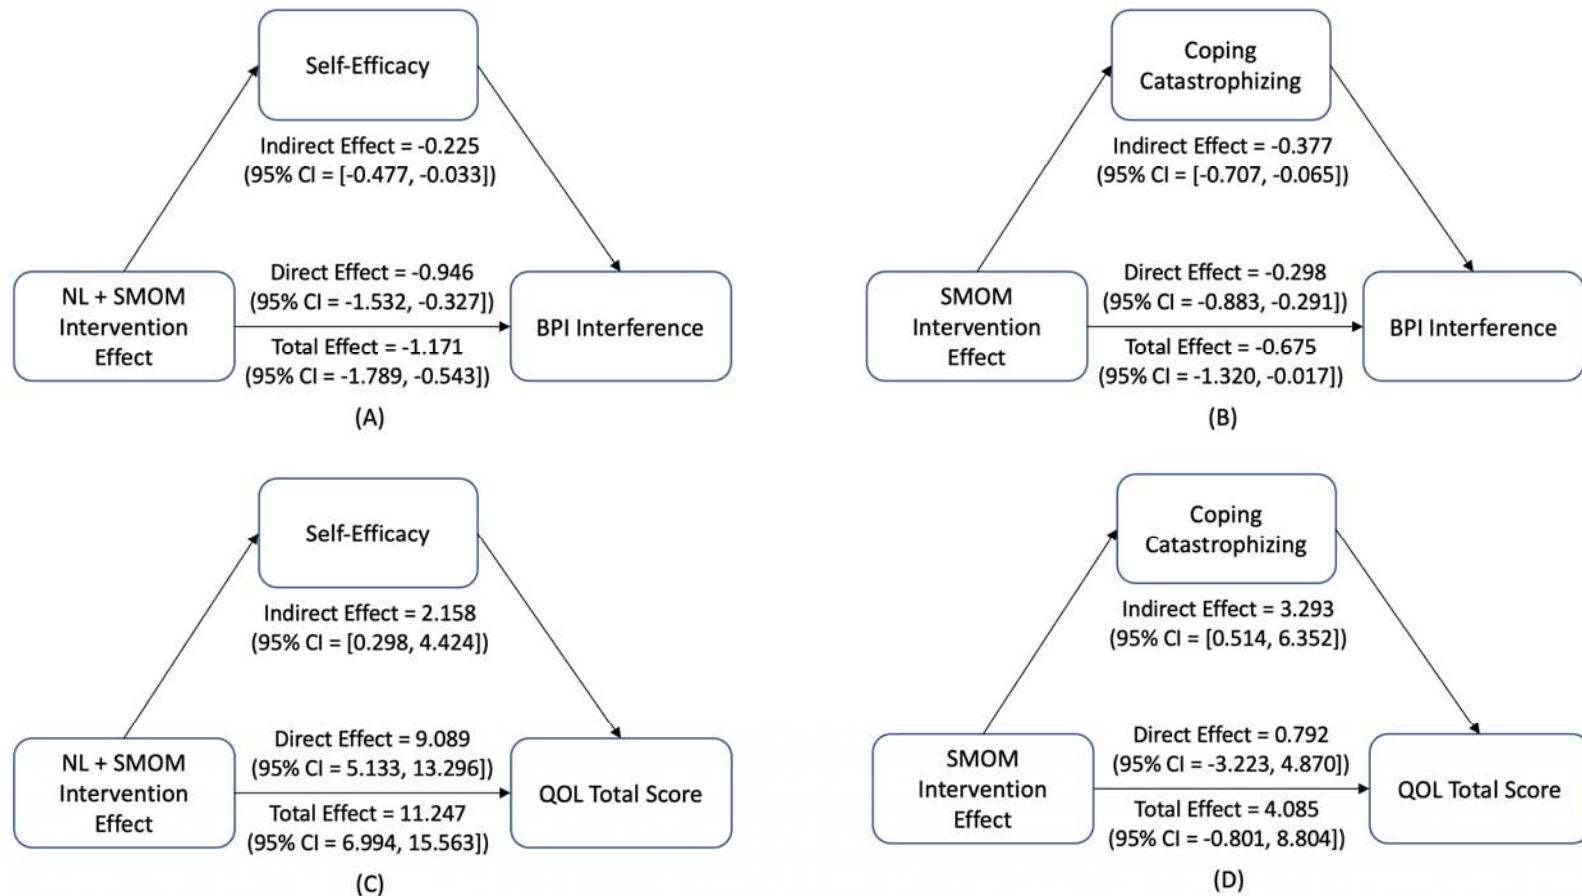 Self-Efficacy
Indirect Effect = -0.225
(95% CI = [-0.477, -0.033])
NL + SMOM
Intervention
Effect
Direct Effect = -0.946
(95% CI = -1.532, -0.327])
Total Effect = -1.171
(95% CI = -1.789, -0.543])
BPI Interference
(A)
Coping
Catastrophizing
Indirect Effect = -0.377
(95% CI = [-0.707, -0.065])
SMOM
Intervention
Effect
Direct Effect = -0.298
(95% CI = -0.883, -0.291])
Total Effect = -0.675
(95% CI = -1.320, -0.017])
BPI Interference
(B)
Self-Efficacy
Indirect Effect = 2.158
(95% CI = [0.298, 4.424])
NL + SMOM
Intervention
Effect
Direct Effect = 9.089
(95% CI = 5.133, 13.296])
Total Effect = 11.247
(95% CI = 6.994, 15.563])
QOL Total Score
(C)
Coping
Catastrophizing
Indirect Effect = 3.293
(95% CI = [0.514, 6.352])
SMOM
Intervention
Effect
Direct Effect = 0.792
(95% CI = -3.223, 4.870])
Total Effect = 4.085
(95% CI = -0.801, 8.804])
QOL Total Score
(D)